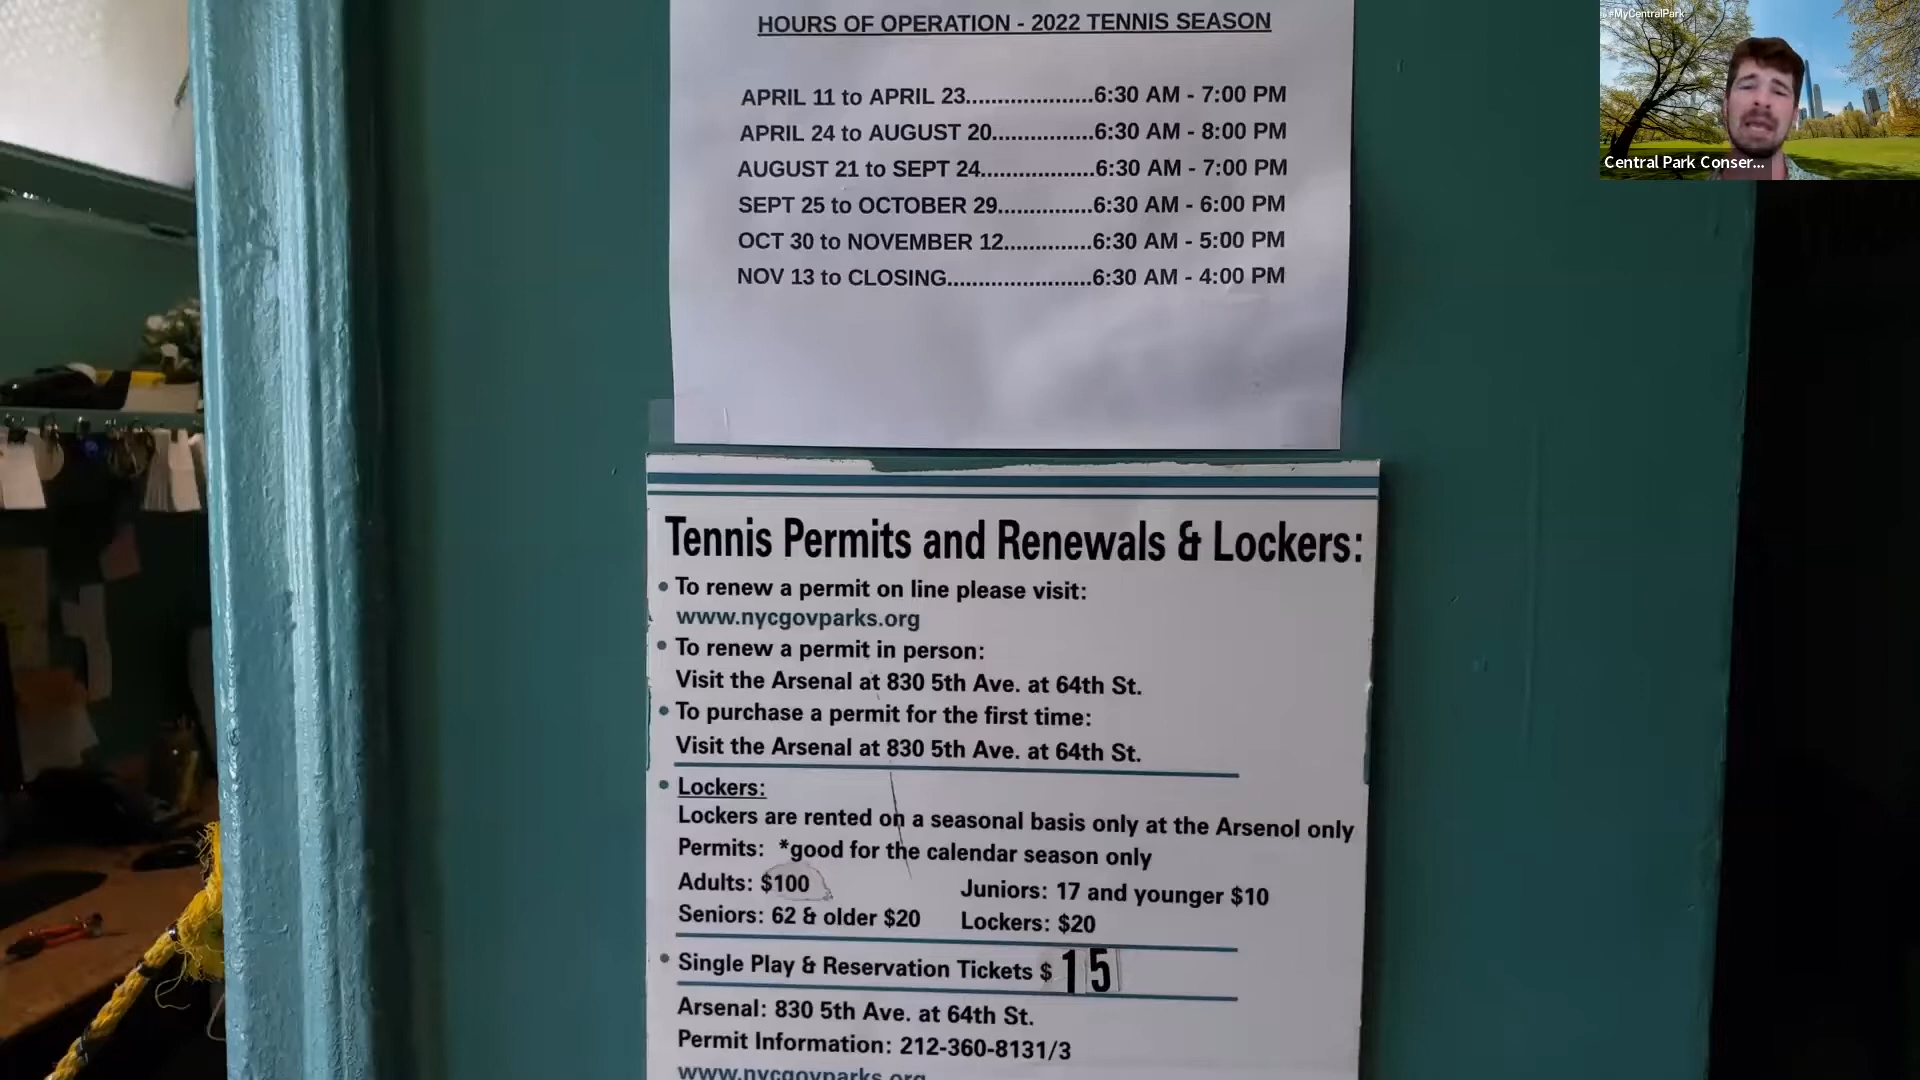 HOURS OF OPERATION - 2022 TENNIS SEASON
APRIL 11 to APRIL 23.....................6:30 AM - 7:00 PM
APRIL 24 to AUGUST 20................6:30 AM - 8:00 PM
AUGUST 21 to SEPT 24..................6:30 AM - 7:00 PM
SEPT 25 to OCTOBER 29...............6:30 AM - 6:00 PM
OCT 30 to NOVEMBER 12..............6:30 AM - 5:00 PM
NOV 13 to CLOSING.......................6:30 AM - 4:00 PM
Tennis Permits and Renewals & Lockers:
• To renew a permit on line please visit:
www.nycgovparks.org
• To renew a permit in person:
Visit the Arsenal at 830 5th Ave. at 64th St.
• To purchase a permit for the first time:
Visit the Arsenal at 830 5th Ave. at 64th St.
• Lockers:
Lockers are rented on a seasonal basis only at the Arsenol only
Permits: *good for the calendar season only
Adults: $100 Juniors: 17 and younger $10
Seniors: 62 & older $20 Lockers: $20
• Single Play & Reservation Tickets $ 15
Arsenal: 830 5th Ave. at 64th St.
Permit Information: 212-360-8131/3
www.nycgovparks.org
#MyCentralPark
Central Park Conser...